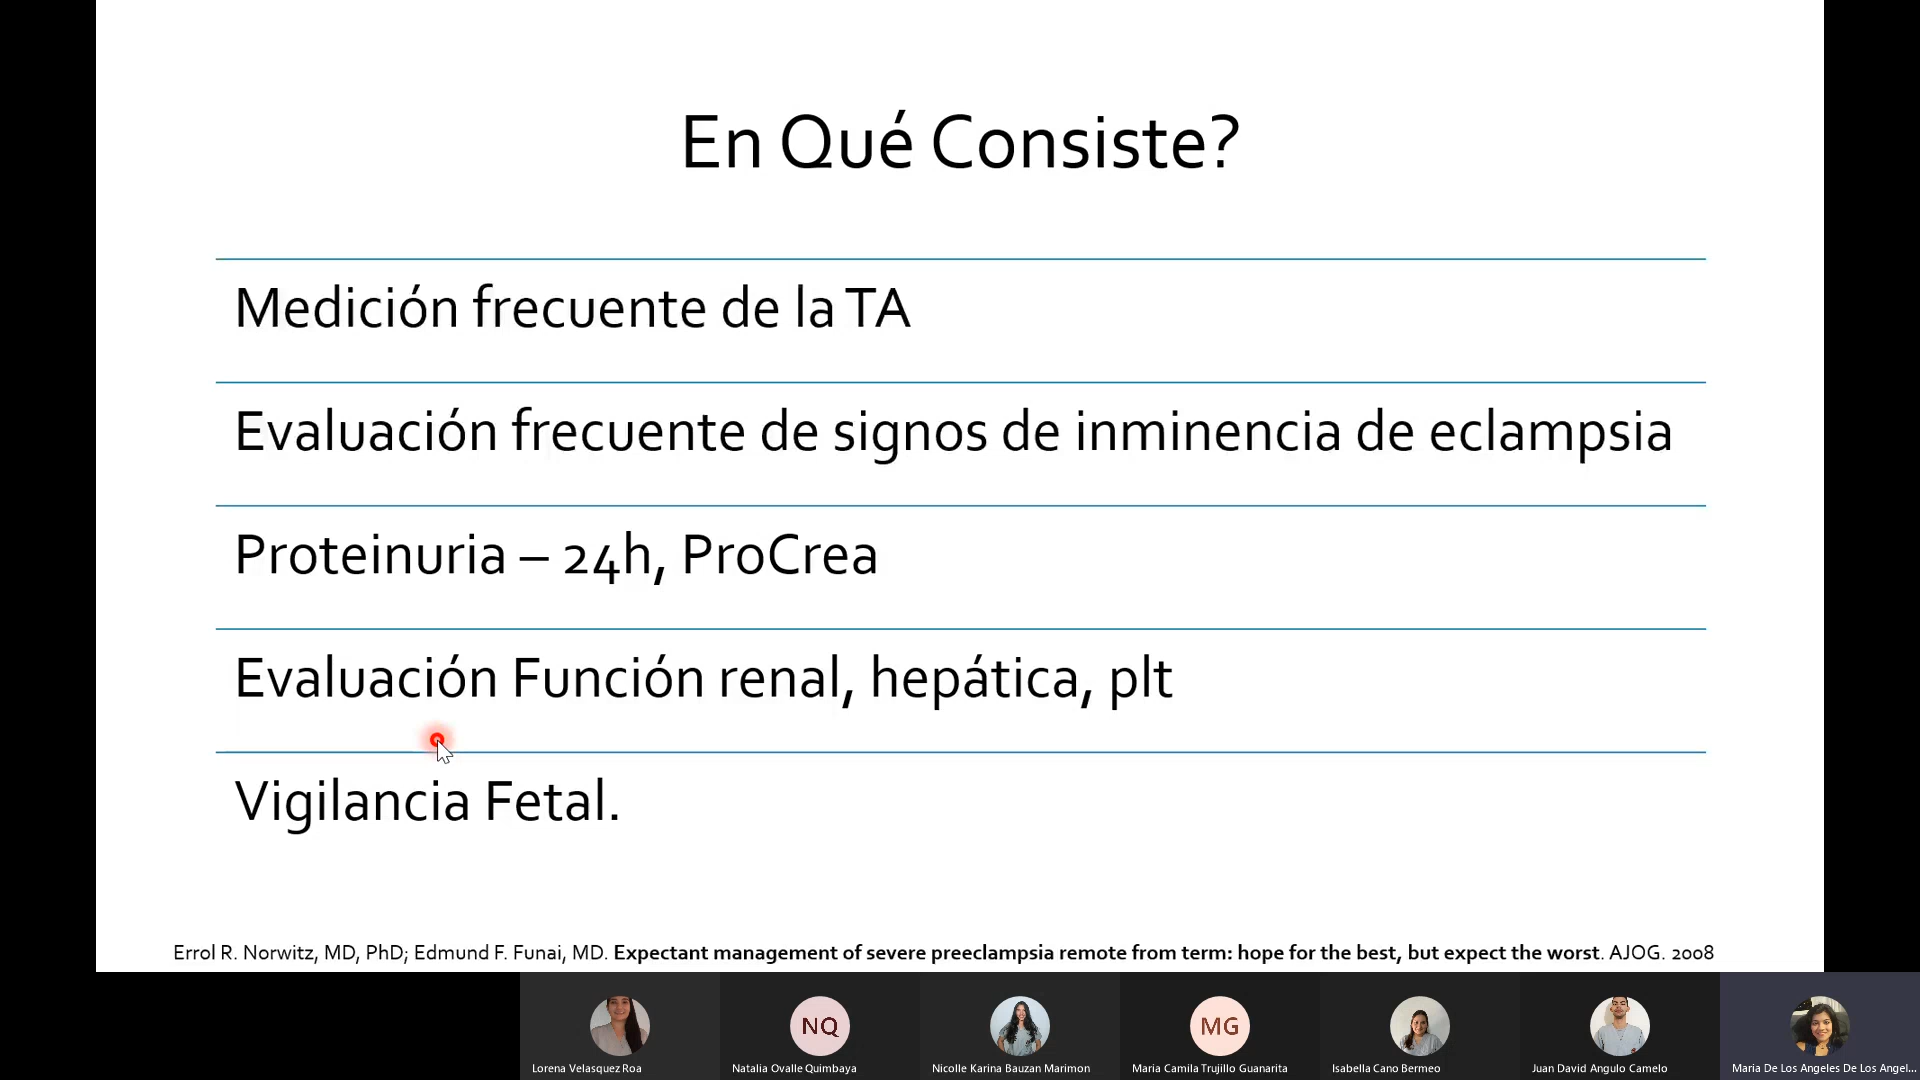 En Qué Consiste?
Medición frecuente de la TA
Evaluación frecuente de signos de inminencia de eclampsia
Proteinuria – 24h, ProCrea
Evaluación Función renal, hepática, plt
Vigilancia Fetal.
Errol R. Norwitz, MD, PhD; Edmund F. Funai, MD. Expectant management of severe preeclampsia remote from term: hope for the best, but expect the worst. AJOG. 2008
NQ
MG
Lorena Velasquez Roa
Natalia Ovalle Quimbaya
Nicolle Karina Bauzan Marimon
Maria Camila Trujillo Guanarita
Isabella Cano Bermeo
Juan David Angulo Camelo
Maria De Los Angeles De Los Angel...